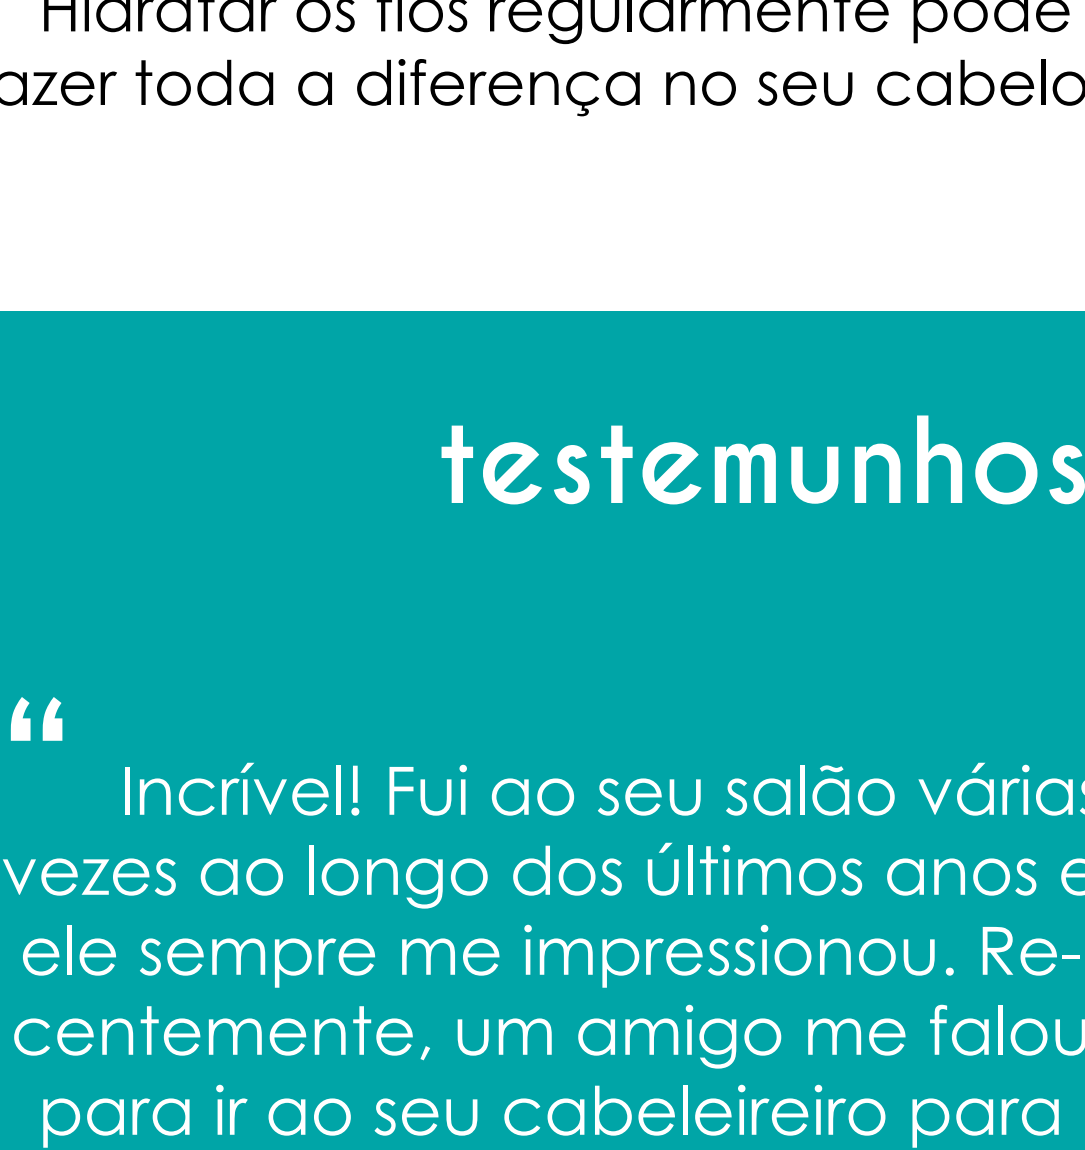 Hidratar os fios regularmente pode
azer toda a diferença no seu cabelo
testemunhos
“
Incrível! Fui ao seu salão várias
vezes ao longo dos últimos anos e
ele sempre me impressionou. Re-
centemente, um amigo me falou
para ir ao seu cabeleireiro para